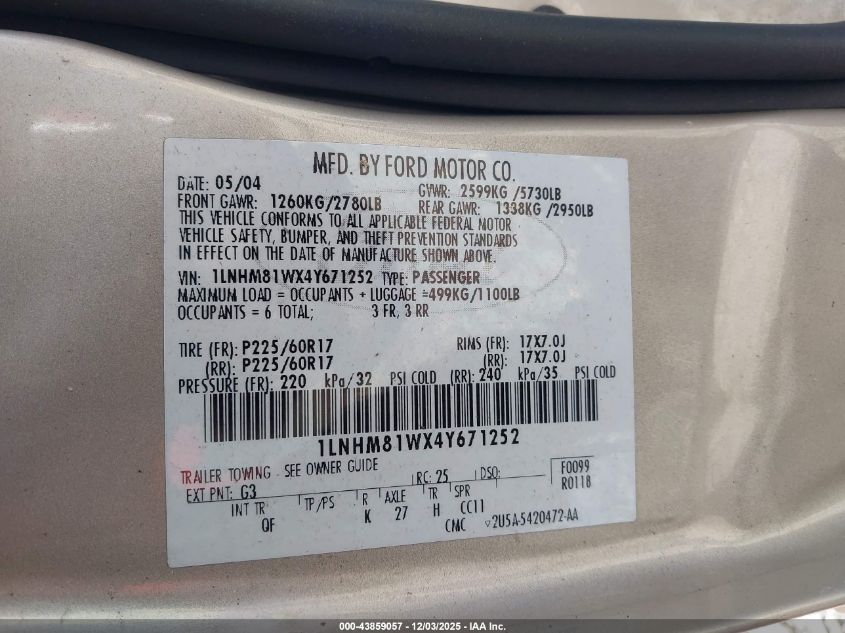 MFD. BY FORD MOTOR CO.
DATE: 05/04 GVWR: 2599KG /5730LB
FRONT GAWR: 1260KG/2780LB REAR GAWR: 1338KG /2950LB
THIS VEHICLE CONFORMS TO ALL APPLICABLE FEDERAL MOTOR
VEHICLE SAFETY, BUMPER, AND THEFT PREVENTION STANDARDS
IN EFFECT ON THE DATE OF MANUFACTURE SHOWN ABOVE.
VIN: 1LNHM81WX4Y671252 TYPE: PASSENGER
MAXIMUM LOAD = OCCUPANTS + LUGGAGE =499KG/1100LB
OCCUPANTS = 6 TOTAL; 3 FR, 3 RR
TIRE (FR): P225/60R17 RIMS (FR): 17X7.0J
(RR): P225/60R17 (RR): 17X7.0J
PRESSURE (FR): 220 kPa/32 PSI COLD (RR): 240 kPa/35 PSI COLD
1LNHM81WX4Y671252
TRAILER TOWING - SEE OWNER GUIDE RC: 25 DSO: F0099
EXT PNT: G3 R0118
INT TR TP/PS R AXLE TR SPR
OF K 27 H CC11
CMC 2U5A-5420472-AA
000-43859057 - 12/03/2025 - IAA Inc.